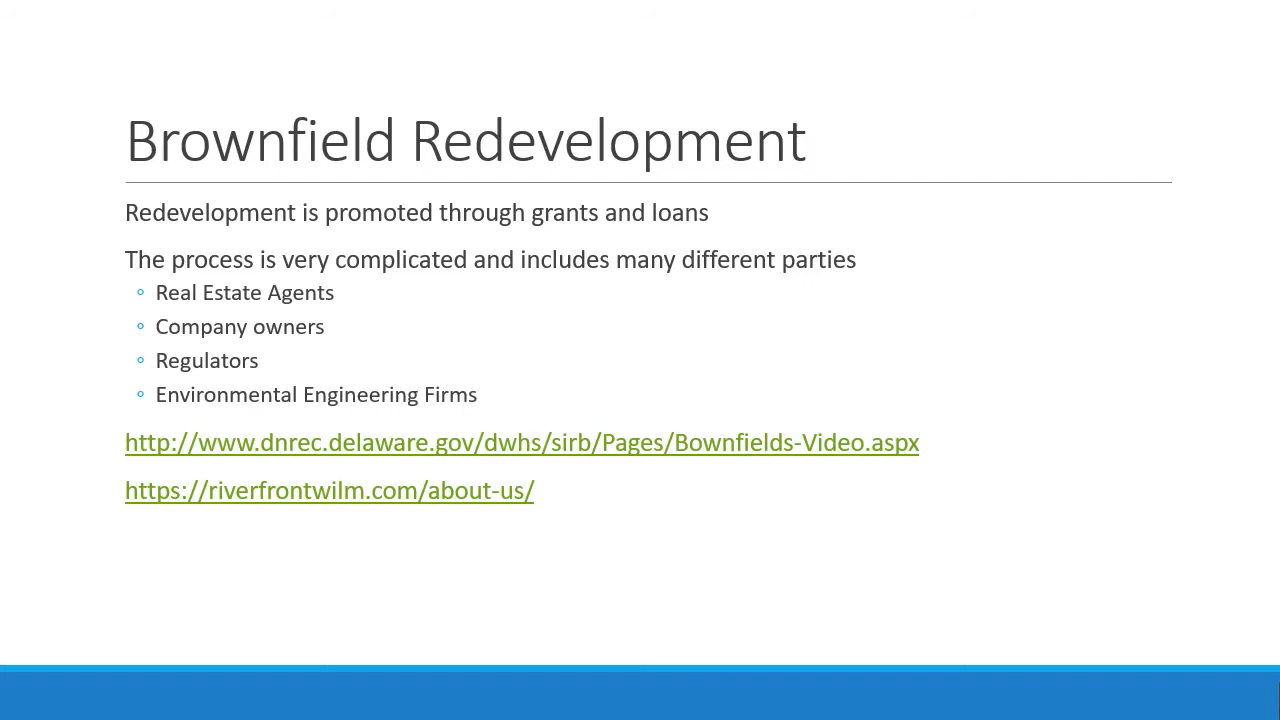 Brownfield Redevelopment
Redevelopment is promoted through grants and loans
The process is very complicated and includes many different parties
◦ Real Estate Agents
◦ Company owners
◦ Regulators
◦ Environmental Engineering Firms
http://www.dnrec.delaware.gov/dwhs/sirb/Pages/Bownfields-Video.aspx
https://riverfrontwilm.com/about-us/